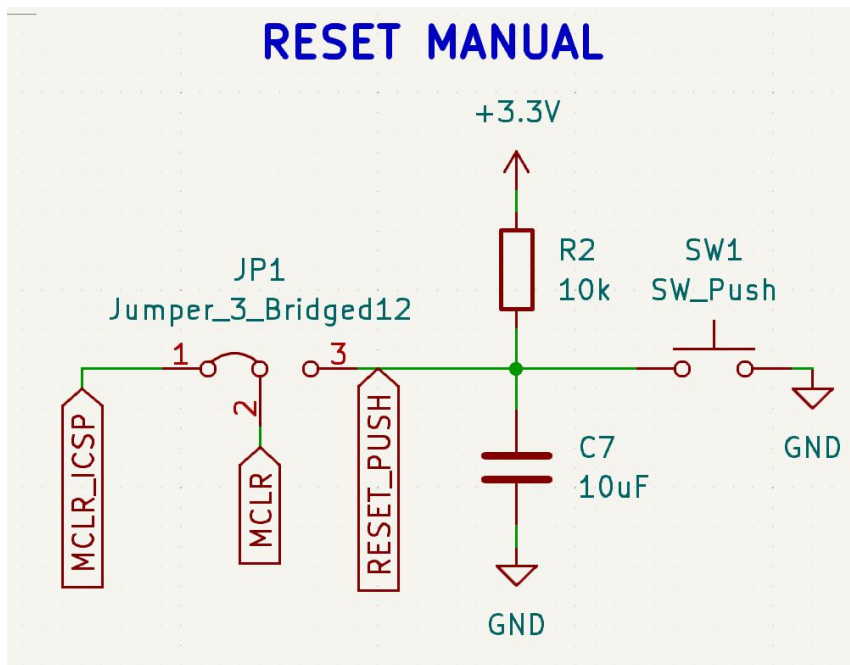 RESET MANUAL
+3.3V
R2
10k
SW1
SW_Push
JP1
Jumper_3_Bridged12
1
3
2
MCLR_ICSP
MCLR
RESET_PUSH
C7
10uF
GND
GND